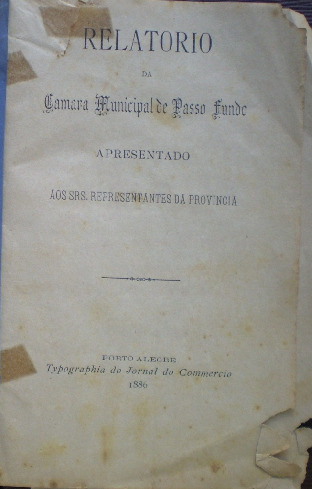 RELATORIO
DA
Camara Municipal de Passo Fundo
APRESENTADO
AOS SRS. REPRESENTANTES DA PROVINCIA
PORTO ALEGRE
Typographia do Jornal do Commercio
1886